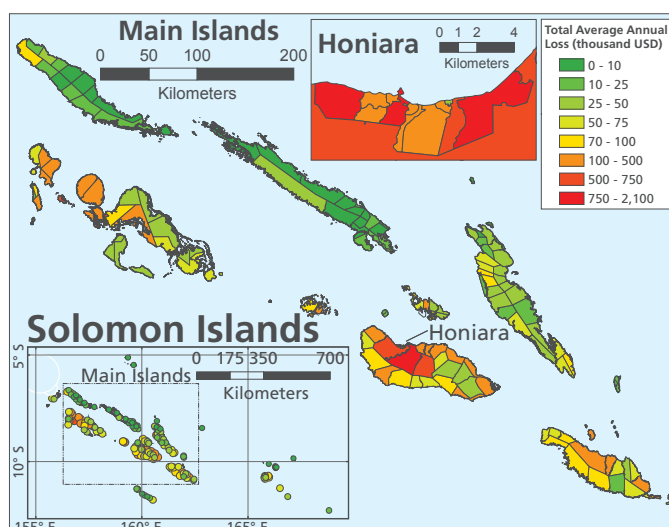 Main Islands
0 50 100 200
Kilometers
Honiara
0 1 2 4
Kilometers
Total Average Annual
Loss (thousand USD)
0 - 10
10 - 25
25 - 50
50 - 75
70 - 100
100 - 500
500 - 750
750 - 2,100
Honiara
Solomon Islands
0 175 350 700
Kilometers
Main Islands
5° S
10° S
155° E 160° E 165° E